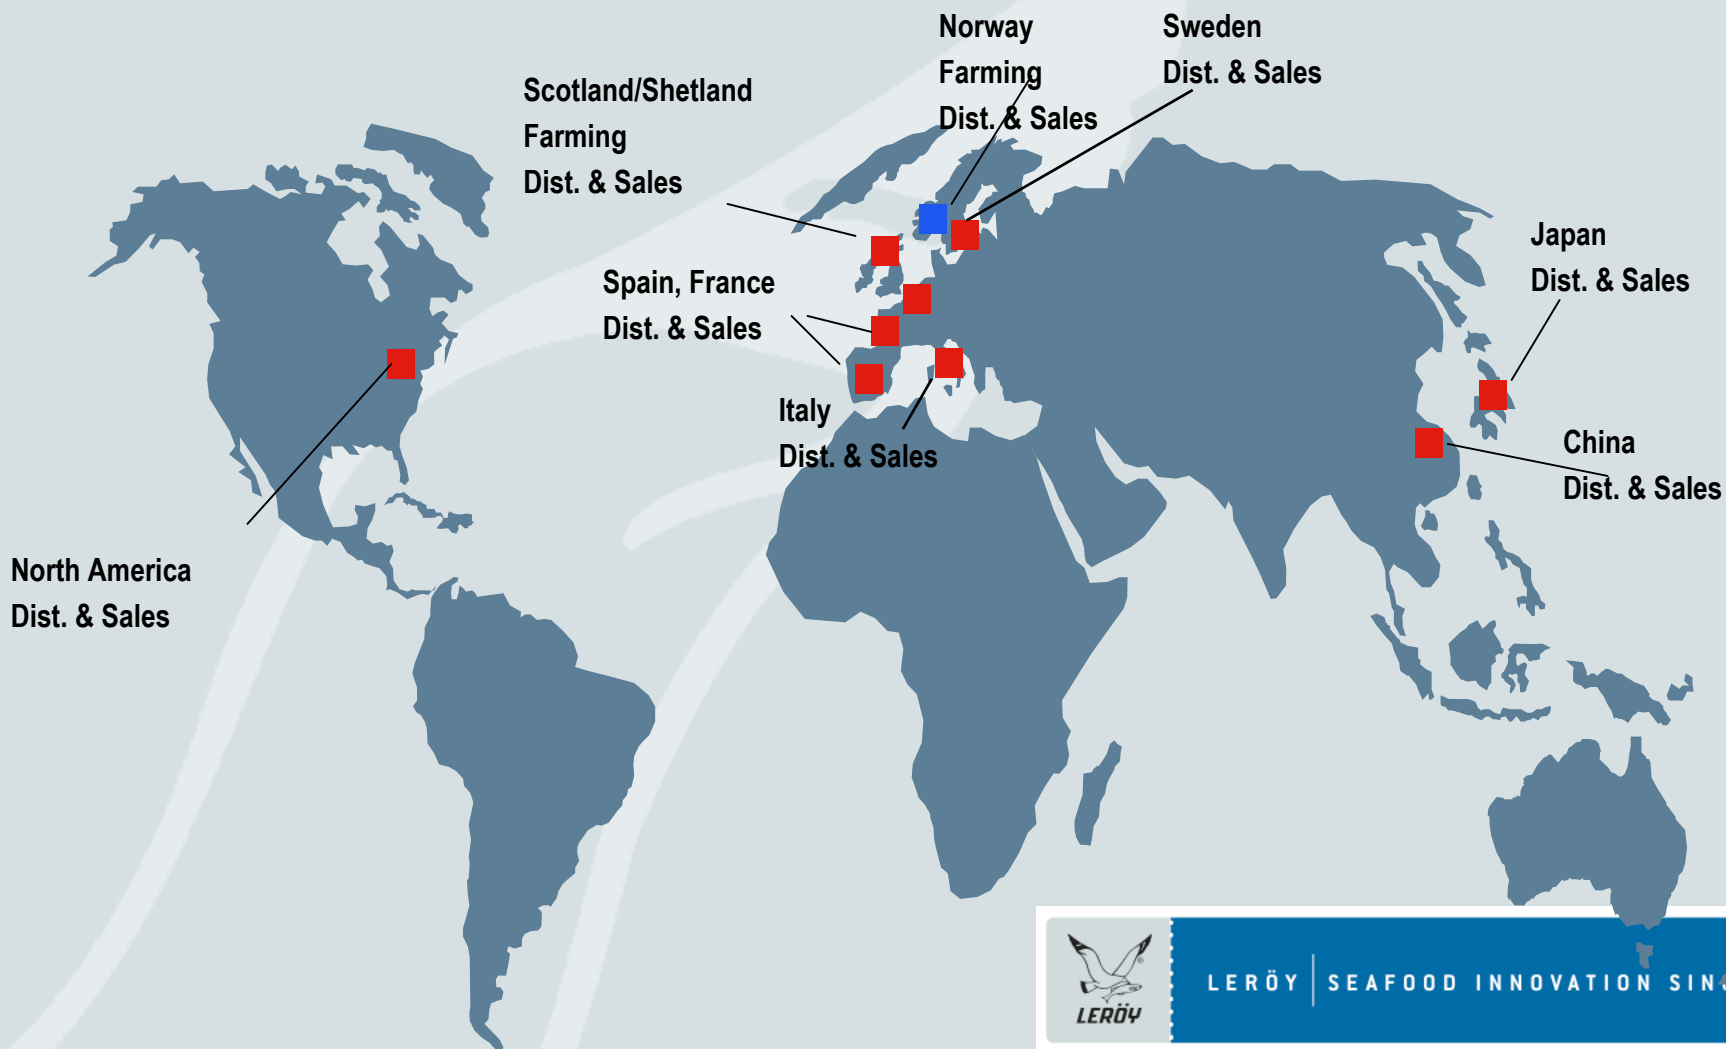 Norway
Farming
Dist. & Sales
Sweden
Dist. & Sales
Scotland/Shetland
Farming
Dist. & Sales
Spain, France
Dist. & Sales
Japan
Dist. & Sales
Italy
Dist. & Sales
China
Dist. & Sales
North America
Dist. & Sales
LERÖY
LERÖY | SEAFOOD INNOVATION